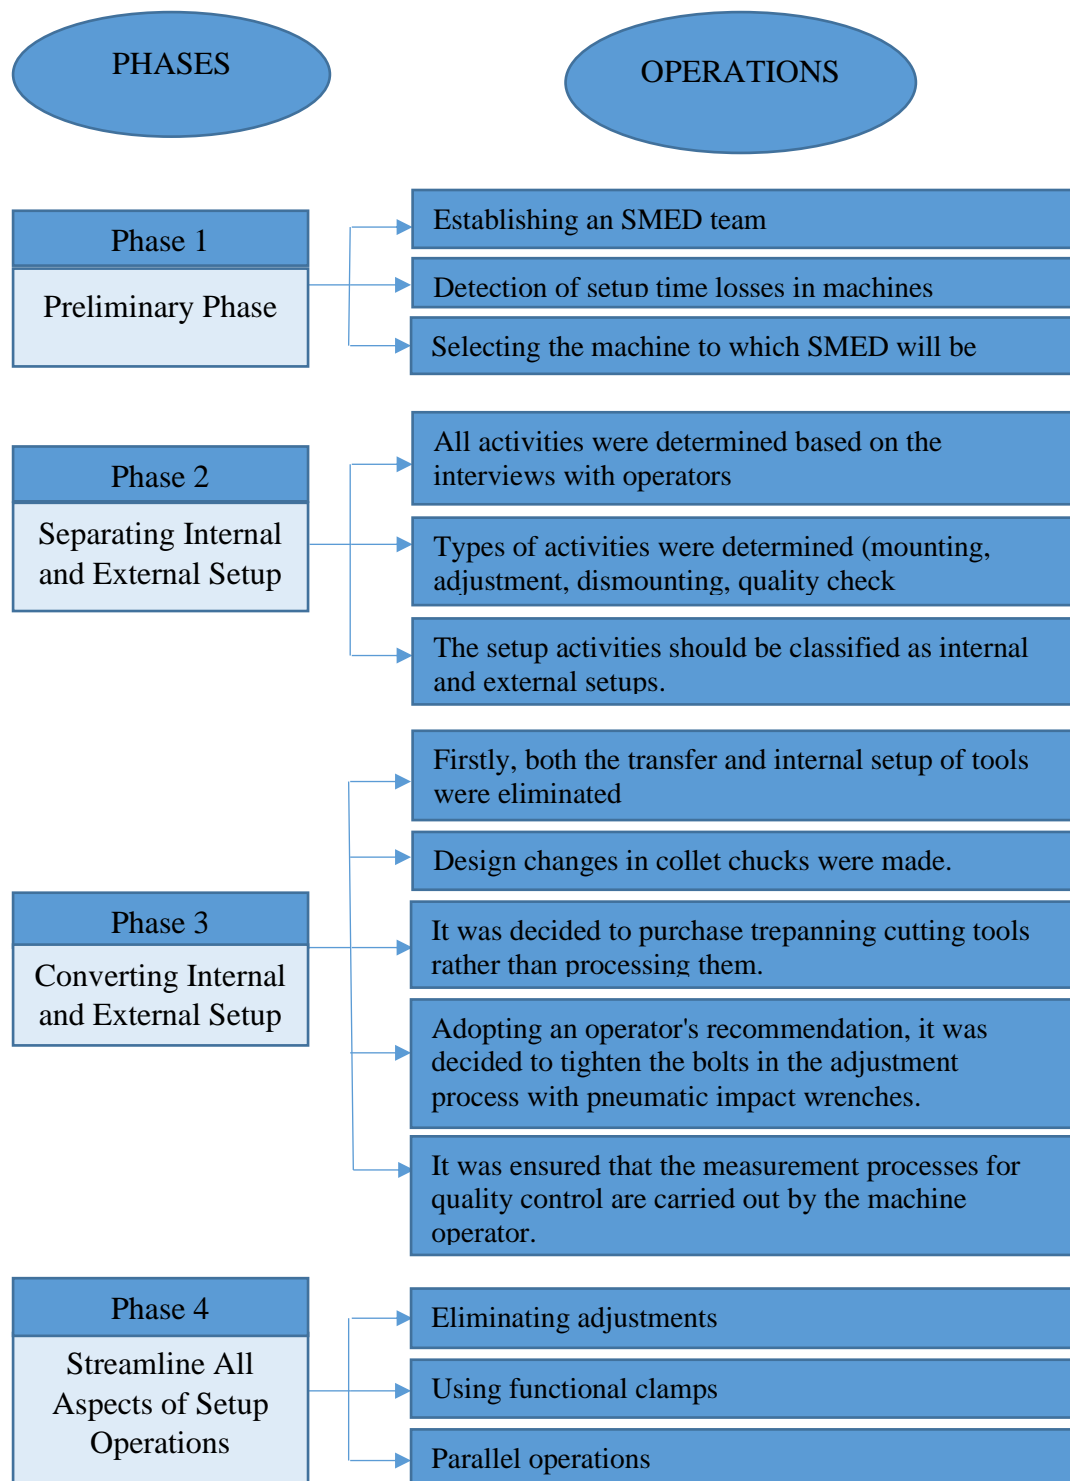 PHASES
OPERATIONS
Phase 1
Preliminary Phase
Establishing an SMED team
Detection of setup time losses in machines
Selecting the machine to which SMED will be
Phase 2
Separating Internal
and External Setup
All activities were determined based on the
interviews with operators
Types of activities were determined (mounting,
adjustment, dismounting, quality check
The setup activities should be classified as internal
and external setups.
Phase 3
Converting Internal
and External Setup
Firstly, both the transfer and internal setup of tools
were eliminated
Design changes in collet chucks were made.
It was decided to purchase trepanning cutting tools
rather than processing them.
Adopting an operator's recommendation, it was
decided to tighten the bolts in the adjustment
process with pneumatic impact wrenches.
It was ensured that the measurement processes for
quality control are carried out by the machine
operator.
Phase 4
Streamline All
Aspects of Setup
Operations
Eliminating adjustments
Using functional clamps
Parallel operations